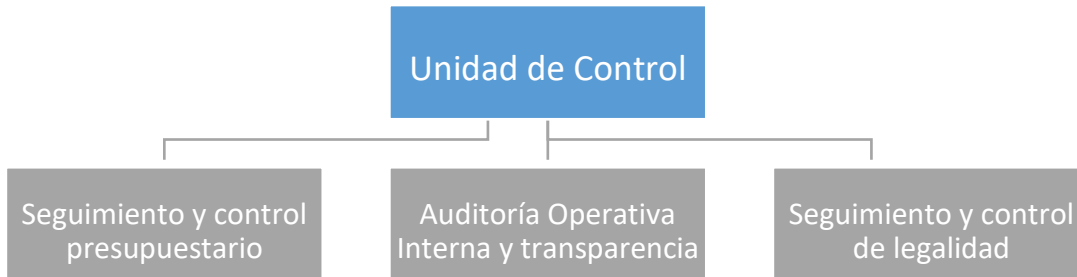 Unidad de Control
Seguimiento y control
presupuestario
Auditoría Operativa
Interna y transparencia
Seguimiento y control
de legalidad